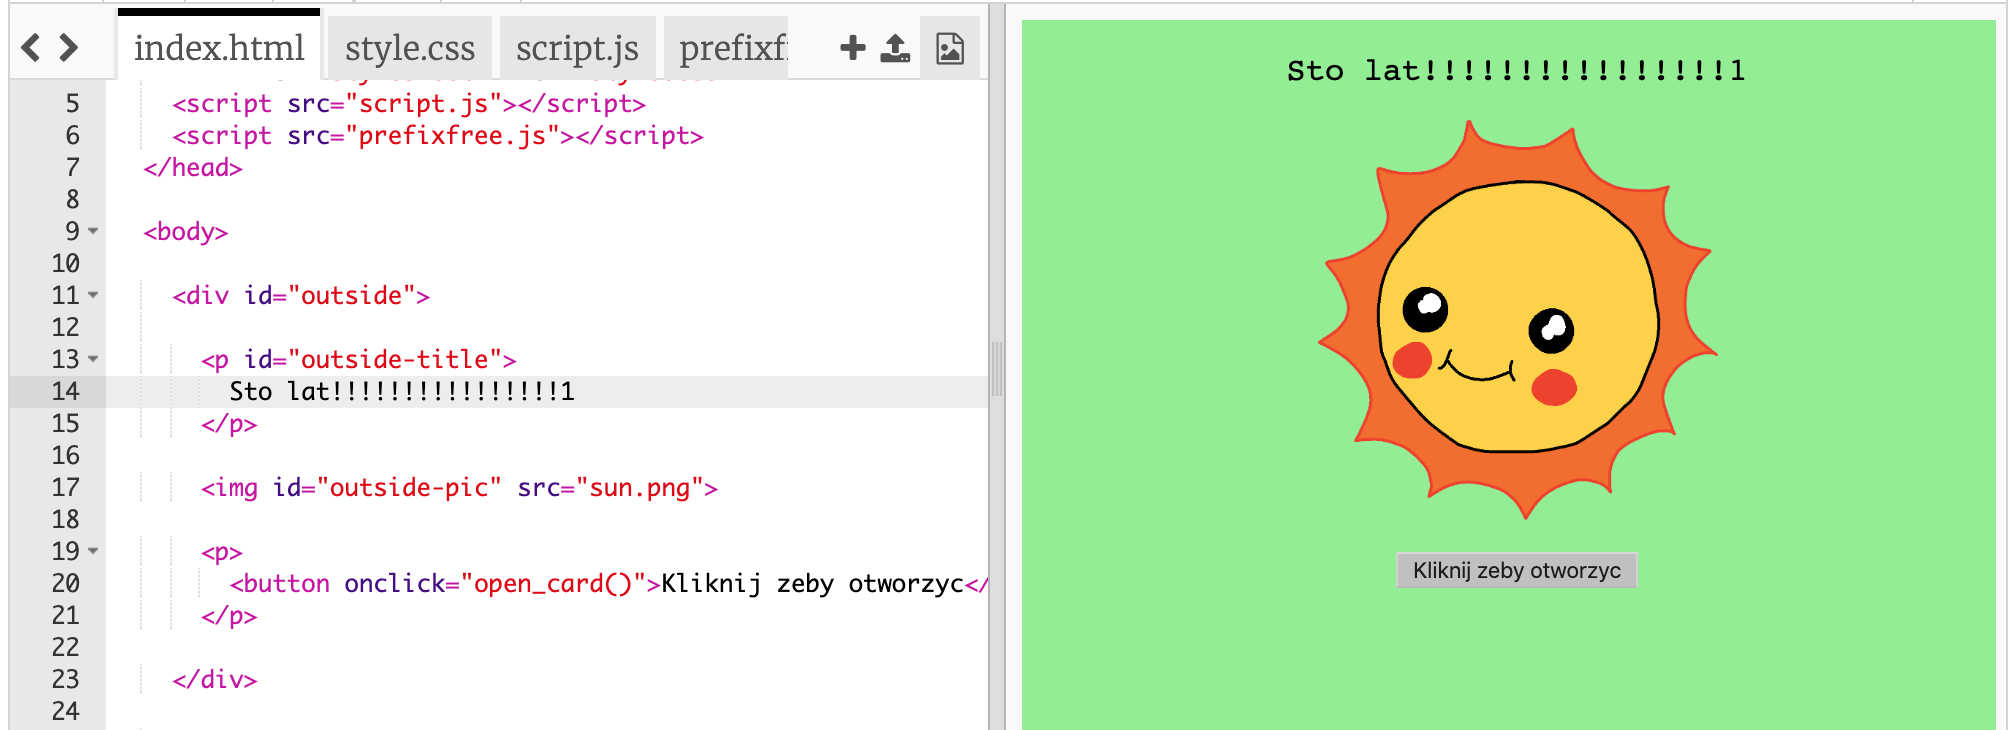 index.html style.css script.js prefixf
5 <script src="script.js"></script>
6 <script src="prefixfree.js"></script>
7 </head>
8
9 <body>
10
11 <div id="outside">
12
13 <p id="outside-title">
14 Sto lat!!!!!!!!!!!!!!!!1
15 </p>
16
17 <img id="outside-pic" src="sun.png">
18
19 <p>
20 <button onclick="open_card()">Kliknij zeby otworzyc</
21 </p>
22
23 </div>
24
Sto lat!!!!!!!!!!!!!!!!1
Kliknij zeby otworzyc